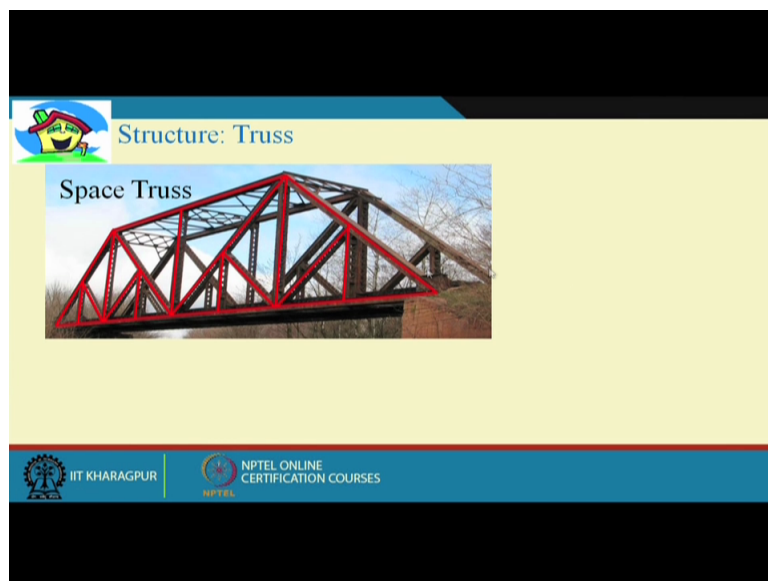 Structure: Truss
Space Truss
IIT KHARAGPUR
NPTEL ONLINE
CERTIFICATION COURSES
NPTEL